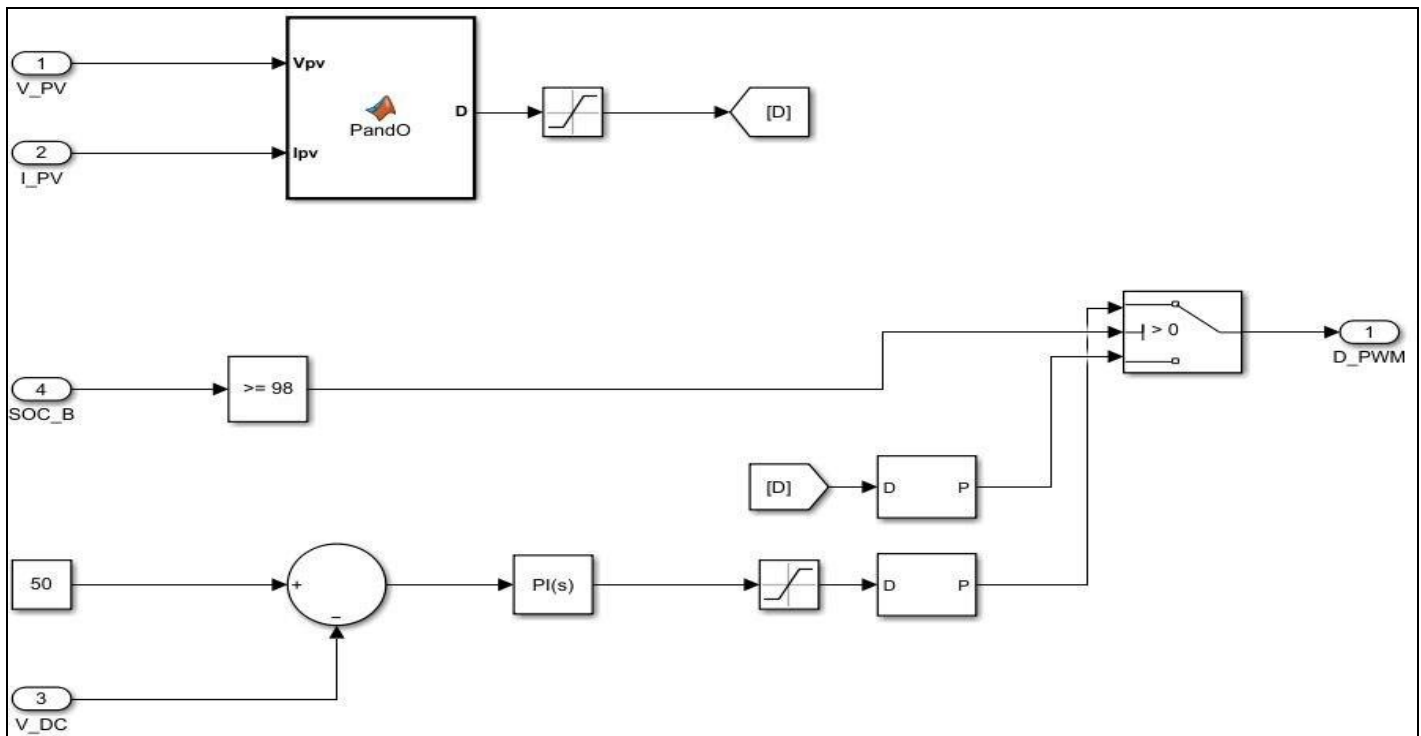 1
V_PV
2
I_PV
Vpv
Ipv
PandO
D
[D]
4
SOC_B
>= 98
> 0
1
D_PWM
[D]
D
P
50
+
−
PI(s)
D
P
3
V_DC